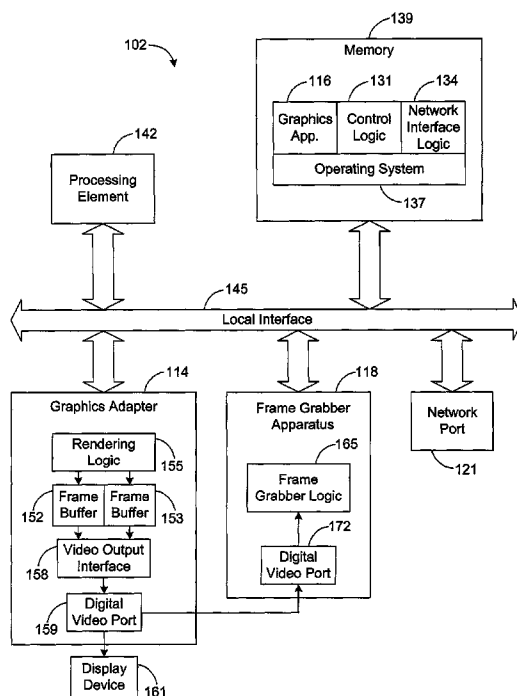 139
102
Memory
116
131
134
Graphics
App.
Control
Logic
Network
Interface
Logic
Operating System
137
142
Processing
Element
145
Local Interface
114
Graphics Adapter
Rendering
Logic
155
152
Frame
Buffer
Frame
Buffer
153
Video Output
Interface
158
Digital
Video Port
159
Display
Device
161
118
Frame Grabber
Apparatus
165
Frame
Grabber Logic
172
Digital
Video Port
Network
Port
121